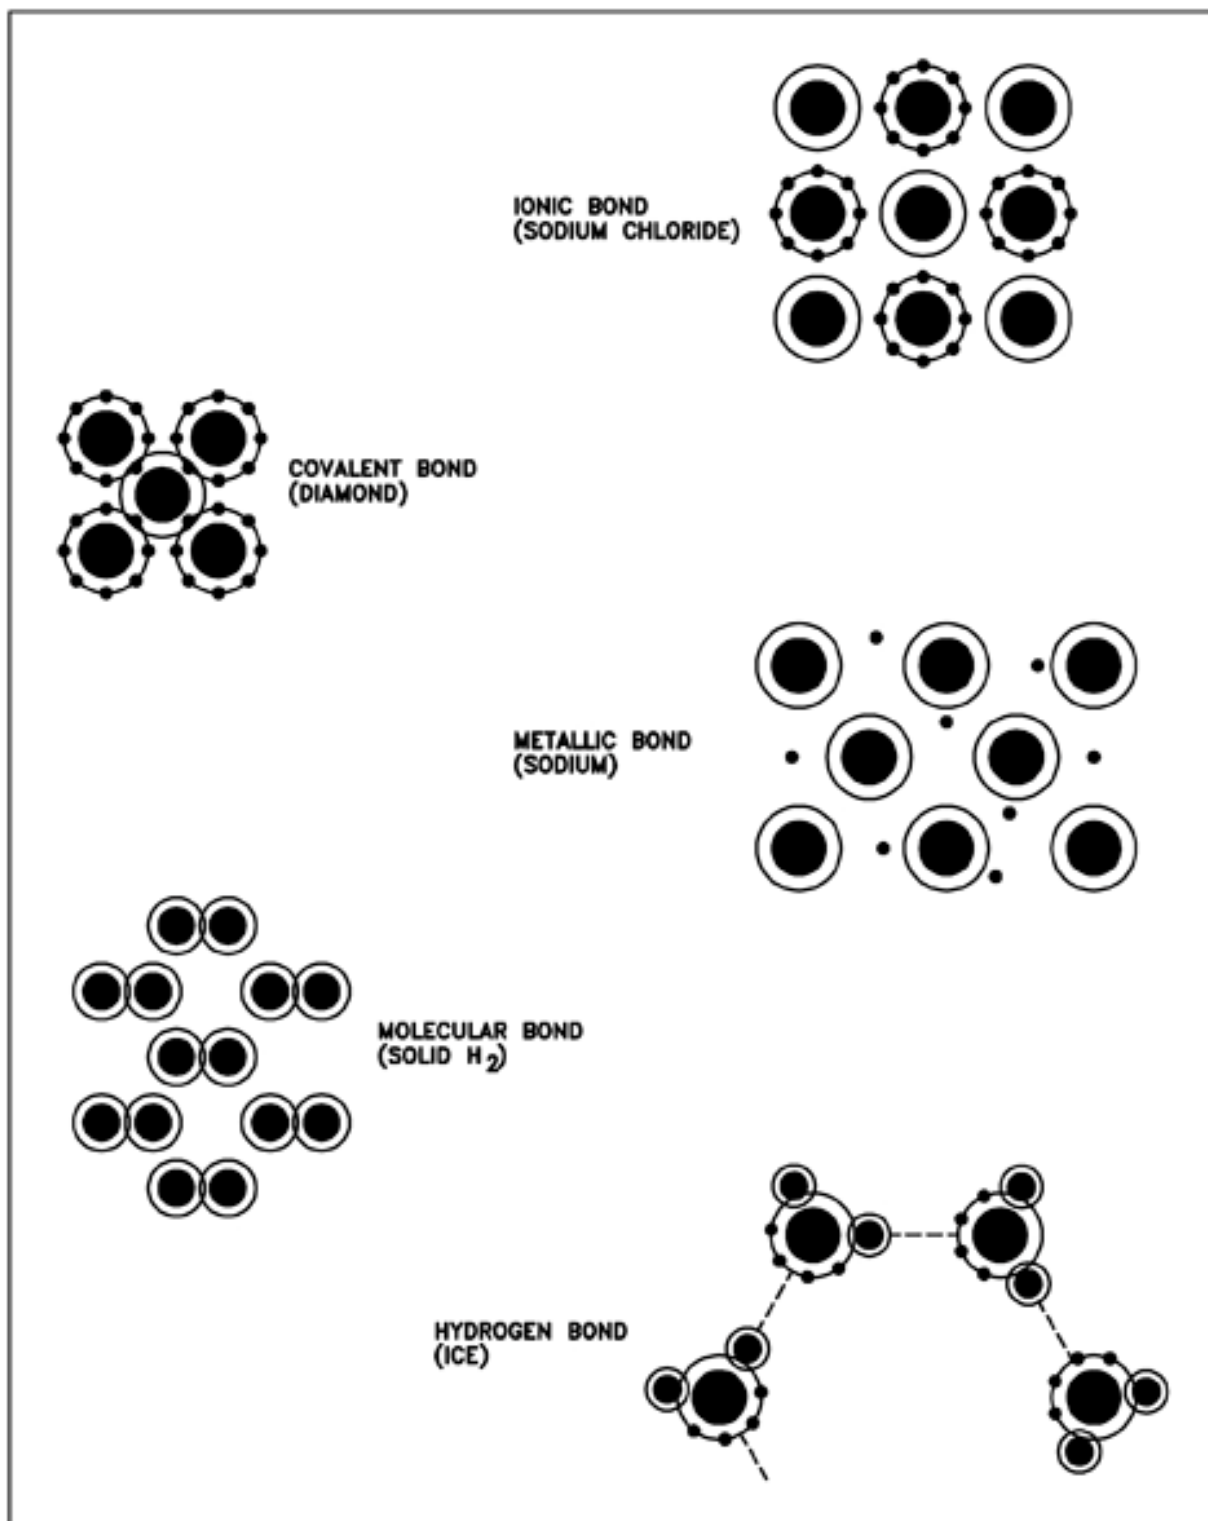 IONIC BOND
(SODIUM CHLORIDE)
COVALENT BOND
(DIAMOND)
METALLIC BOND
(SODIUM)
MOLECULAR BOND
(SOLID H₂)
HYDROGEN BOND
(ICE)